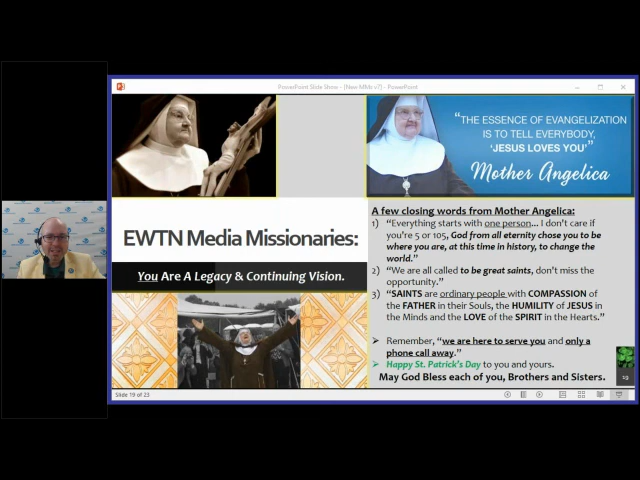 PowerPoint Slide Show - [New MMs v7] - PowerPoint
"THE ESSENCE OF EVANGELIZATION
IS TO TELL EVERYBODY,
'JESUS LOVES YOU'"
Mother Angelica
EWTN Media Missionaries:
You Are A Legacy & Continuing Vision.
A few closing words from Mother Angelica:
1) "Everything starts with one person... I don't care if
you're 5 or 105, God from all eternity chose you to be
where you are, at this time in history, to change the
world."
2) "We are all called to be great saints, don't miss the
opportunity."
3) "SAINTS are ordinary people with COMPASSION of
the FATHER in their Souls, the HUMILITY of JESUS in
the Minds and the LOVE of the SPIRIT in the Hearts."
➢ Remember, "we are here to serve you and only a
phone call away."
➢ Happy St. Patrick's Day to you and yours.
May God Bless each of you, Brothers and Sisters.
Slide 19 of 23